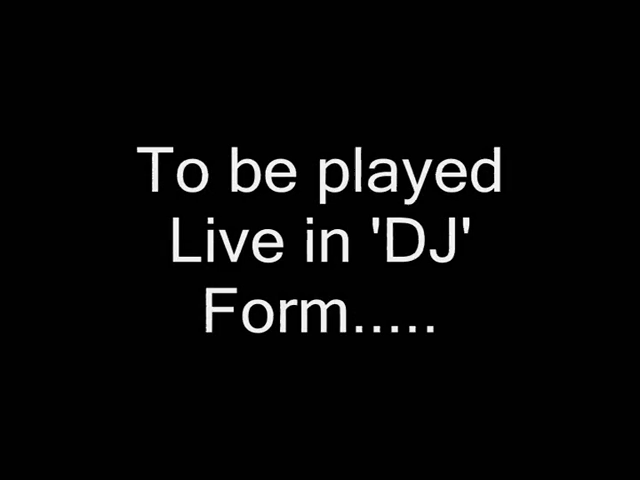 To be played
Live in 'DJ'
Form.....